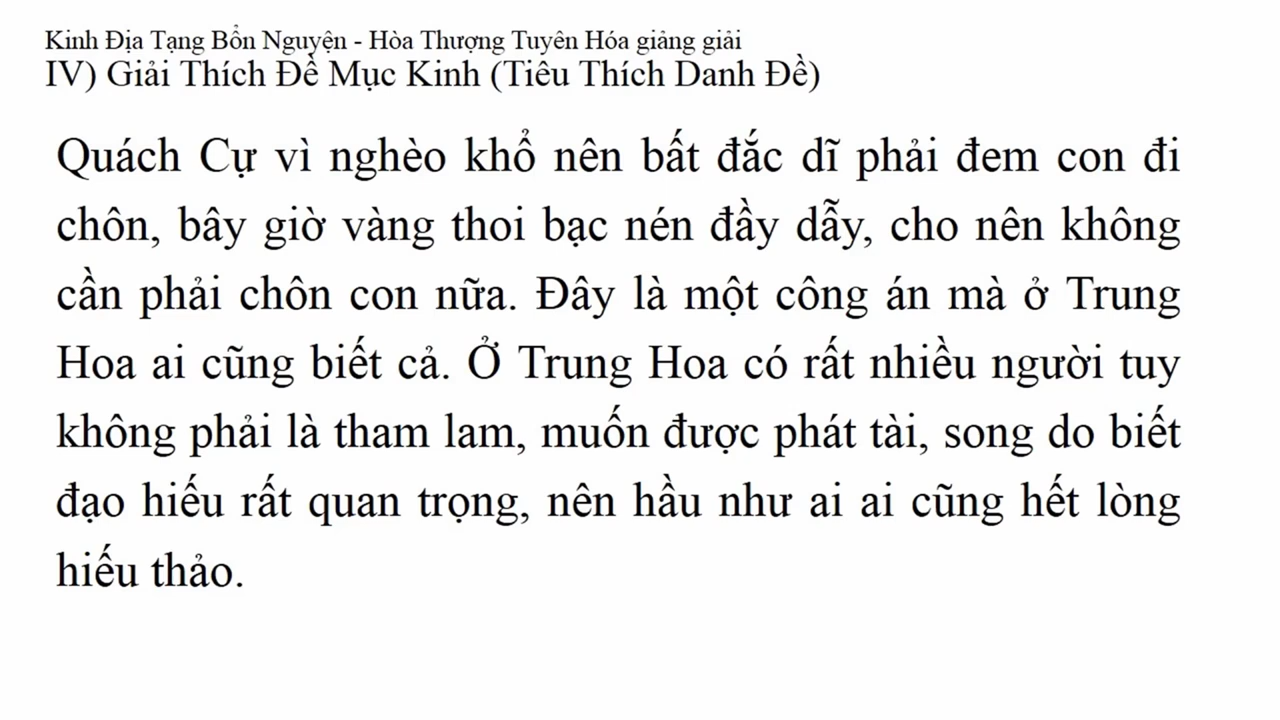 Kinh Địa Tạng Bổn Nguyện - Hòa Thượng Tuyên Hóa giảng giải
IV) Giải Thích Đề Mục Kinh (Tiêu Thích Danh Đề)
Quách Cự vì nghèo khổ nên bất đắc dĩ phải đem con đi
chôn, bây giờ vàng thoi bạc nén đầy dẫy, cho nên không
cần phải chôn con nữa. Đây là một công án mà ở Trung
Hoa ai cũng biết cả. Ở Trung Hoa có rất nhiều người tuy
không phải là tham lam, muốn được phát tài, song do biết
đạo hiếu rất quan trọng, nên hầu như ai ai cũng hết lòng
hiếu thảo.